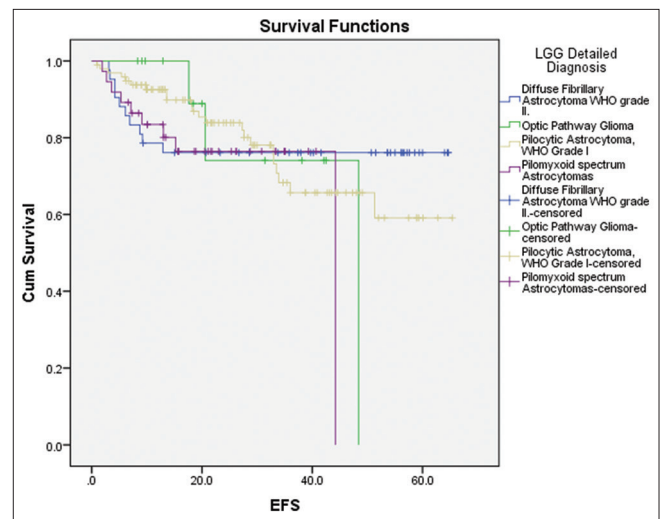 Survival Functions
LGG Detailed
Diagnosis
Diffuse Fibrillary
Astrocytoma WHO grade
II.
Optic Pathway Glioma
Pilocytic Astrocytoma,
WHO Grade I
Pilomyxoid spectrum
Astrocytomas
Diffuse Fibrillary
Astrocytoma WHO grade
II.-censored
Optic Pathway Glioma-
censored
Pilocytic Astrocytoma,
WHO Grade I-censored
Pilomyxoid spectrum
Astrocytomas-censored
Cum Survival
1.0
0.8
0.6
0.4
0.2
0.0
.0
20.0
40.0
60.0
EFS